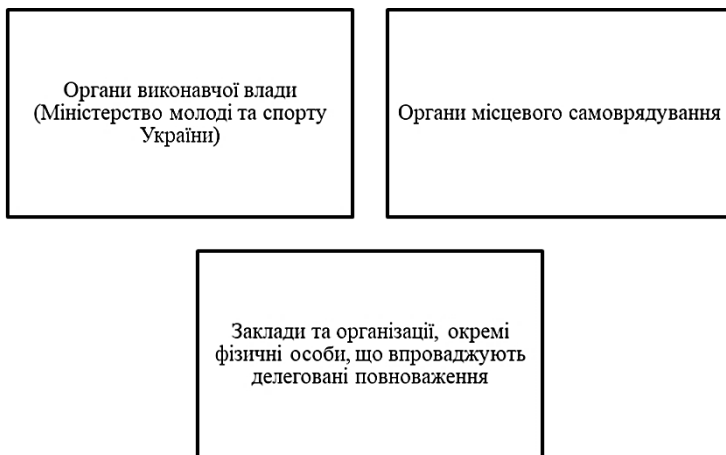 Органи виконавчої влади
(Міністерство молоді та спорту
України)
Органи місцевого самоврядування
Заклади та організації, окремі
фізичні особи, що впроваджують
делеговані повноваження